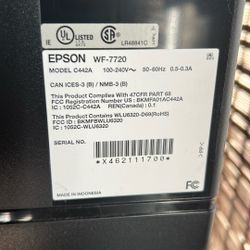 UL
LISTED
I.T.E.
LR48841C
EPSON WF-7720
MODEL C442A 100-240V~ 50-60Hz 0.5-0.3A
CAN ICES-3 (B) / NMB-3 (B)
This Product Complies With 47CFR PART 68
FCC Registration Number US : BKMFA01AC442A
IC : 1052C-C442A REN(Canada) : 0.1
This Product Contains WLU6320-D69(RoHS)
FCC ID : BKMFBWLU6320
IC : 1052C-WLU6320
SERIAL NO.
*X462111700*
MADE IN INDONESIA
FC